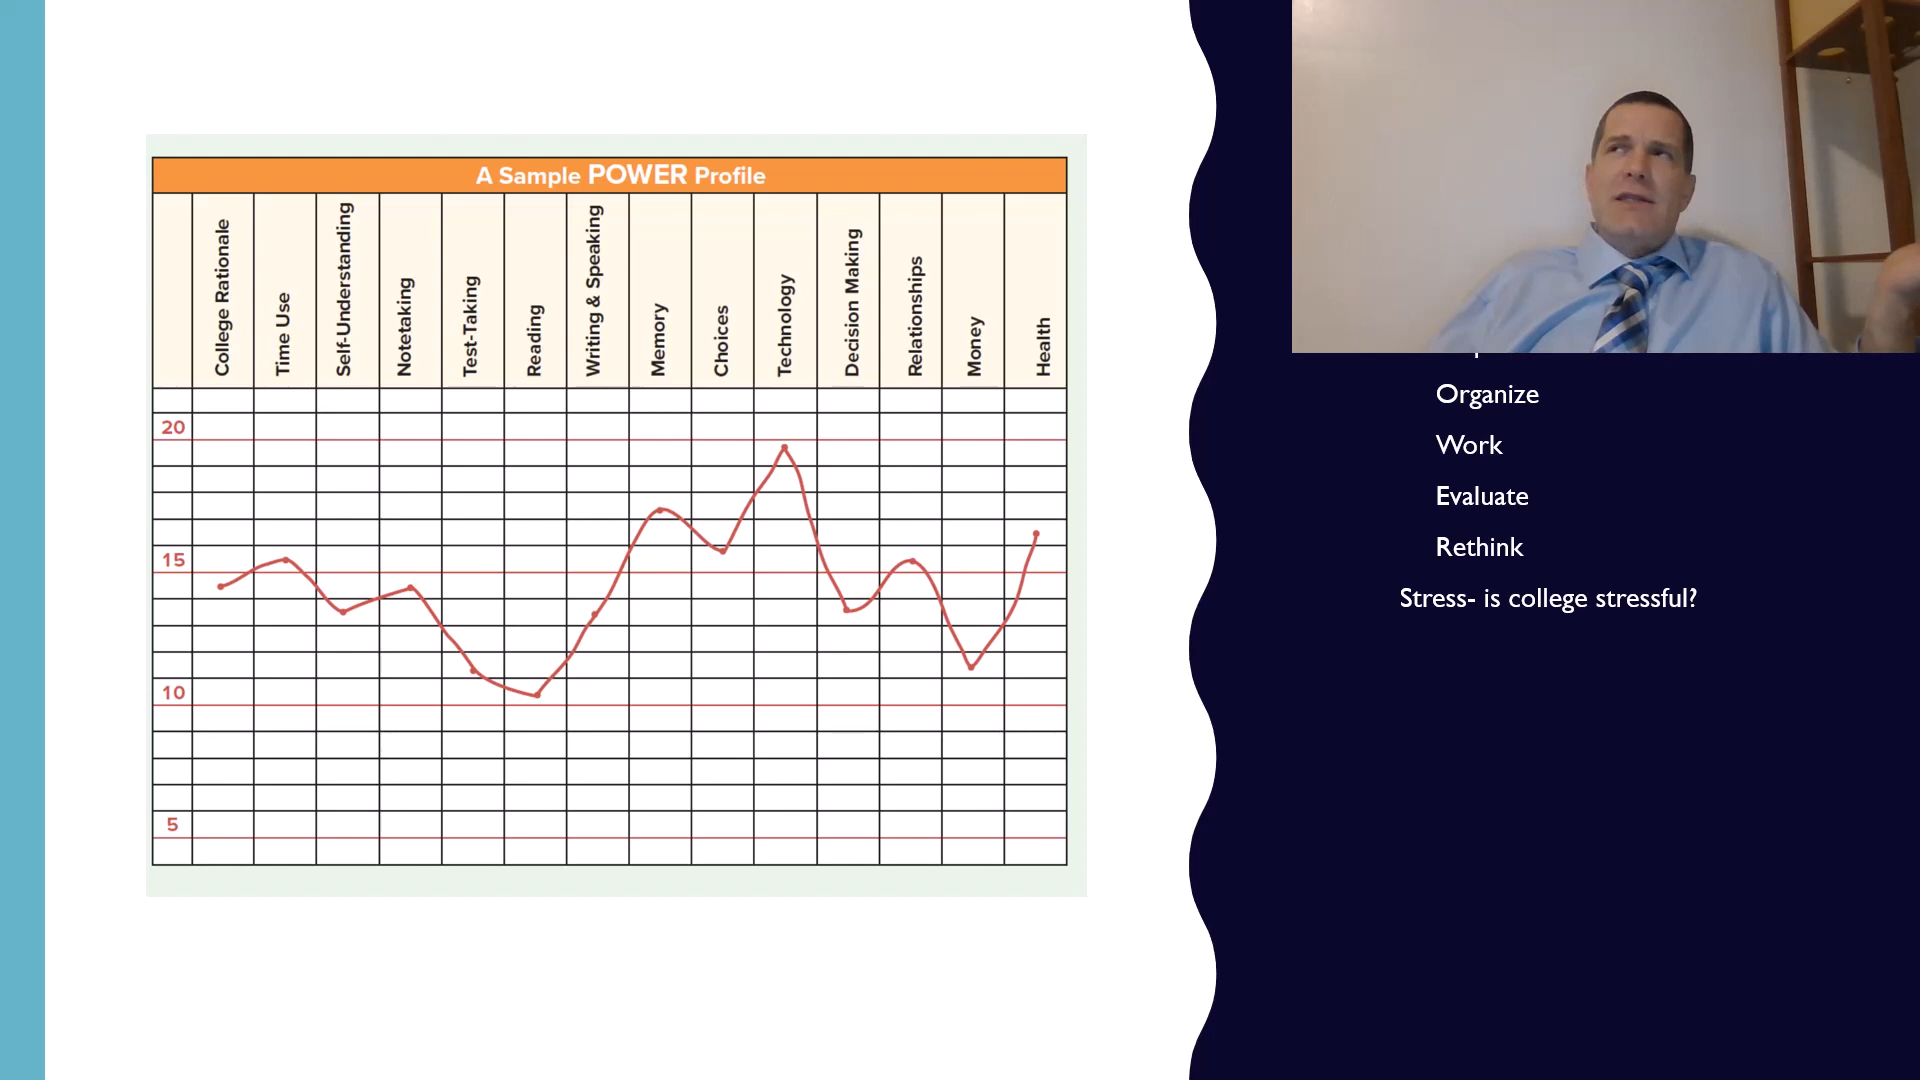 A Sample POWER Profile
College Rationale
Time Use
Self-Understanding
Notetaking
Test-Taking
Reading
Writing & Speaking
Memory
Choices
Technology
Decision Making
Relationships
Money
Health
20
15
10
5
Organize
Work
Evaluate
Rethink
Stress- is college stressful?